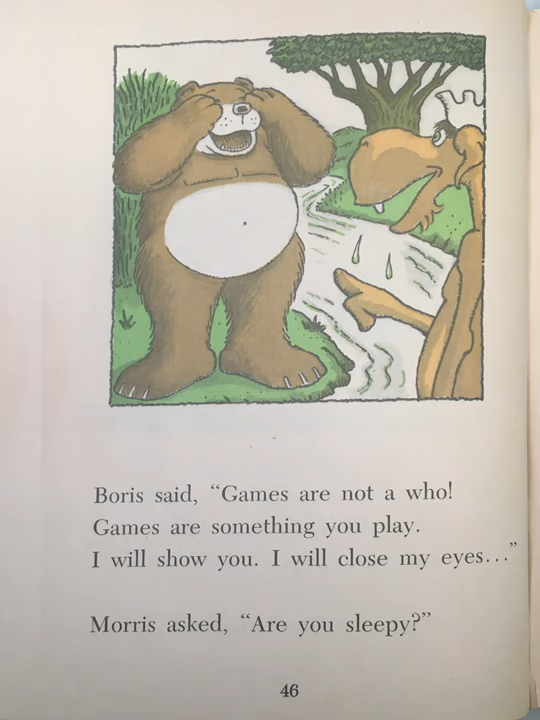 Boris said, “Games are not a who!
Games are something you play.
I will show you. I will close my eyes...”
Morris asked, “Are you sleepy?”
46